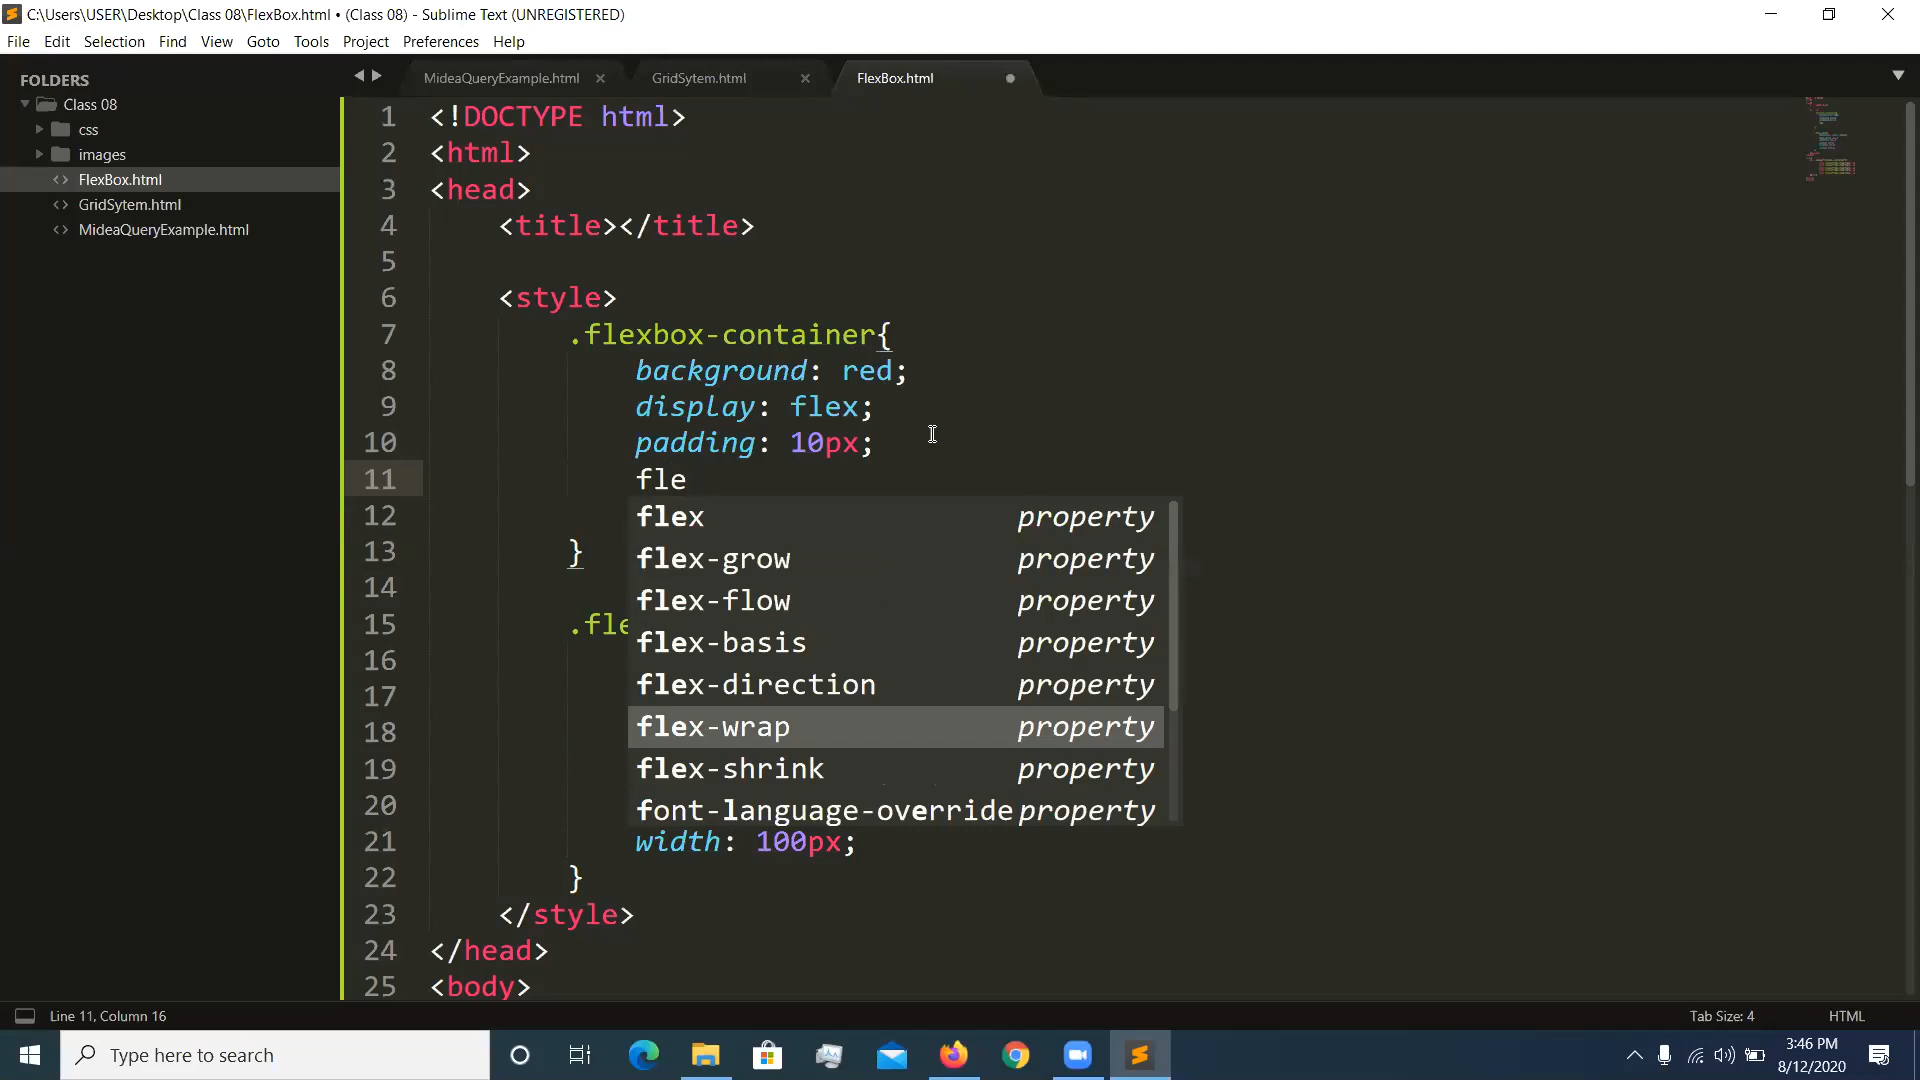 C:\Users\USER\Desktop\Class 08\FlexBox.html • (Class 08) - Sublime Text (UNREGISTERED)
File Edit Selection Find View Goto Tools Project Preferences Help
FOLDERS
Class 08
css
images
FlexBox.html
GridSytem.html
MideaQueryExample.html
MideaQueryExample.html GridSytem.html FlexBox.html
1 <!DOCTYPE html>
2 <html>
3 <head>
4 <title></title>
5
6 <style>
7 .flexbox-container{
8 background: red;
9 display: flex;
10 padding: 10px;
11 fle
12
13 }
14
15 .fle
16
17
18
19
20
21 width: 100px;
22 }
23 </style>
24 </head>
25 <body>
flex property
flex-grow property
flex-flow property
flex-basis property
flex-direction property
flex-wrap property
flex-shrink property
font-language-override property
Line 11, Column 16 Tab Size: 4 HTML
Type here to search
3:46 PM
8/12/2020